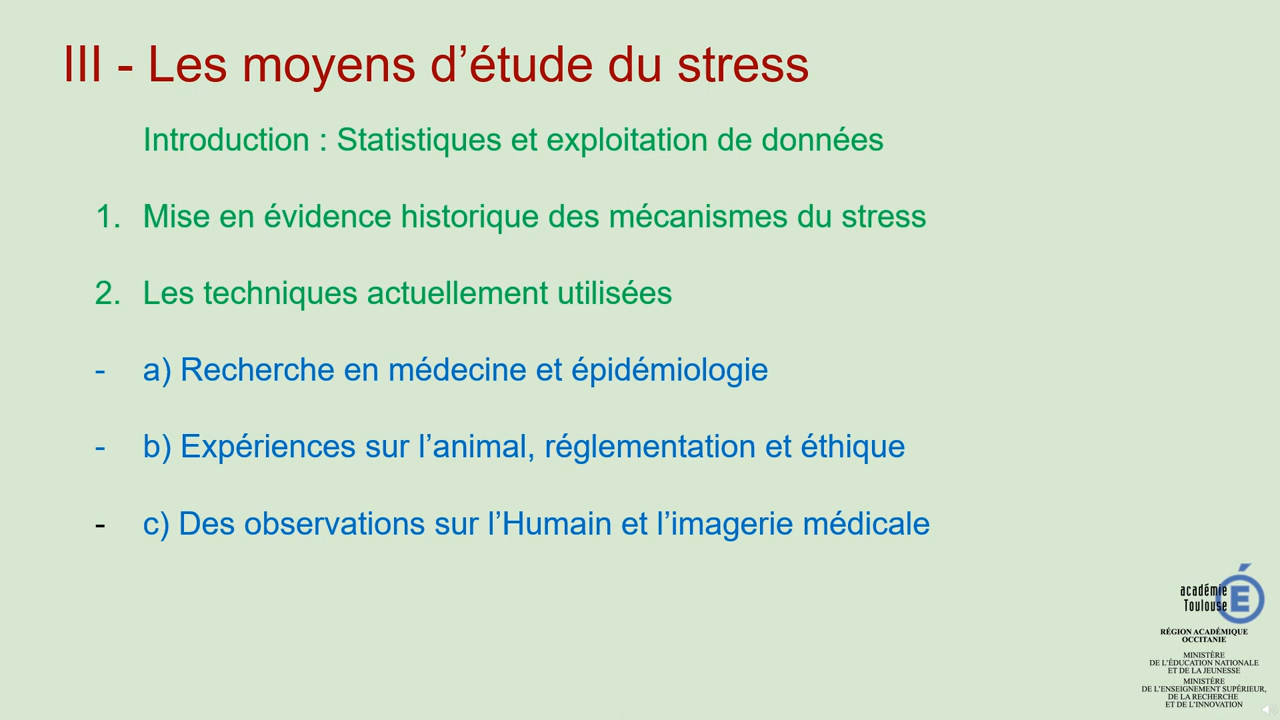 III - Les moyens d’étude du stress
Introduction : Statistiques et exploitation de données
1. Mise en évidence historique des mécanismes du stress
2. Les techniques actuellement utilisées
- a) Recherche en médecine et épidémiologie
- b) Expériences sur l’animal, réglementation et éthique
- c) Des observations sur l’Humain et l’imagerie médicale
académie
Toulouse
É
RÉGION ACADÉMIQUE
OCCITANIE
MINISTÈRE
DE L’ÉDUCATION NATIONALE
ET DE LA JEUNESSE
MINISTÈRE
DE L’ENSEIGNEMENT SUPÉRIEUR,
DE LA RECHERCHE
ET DE L’INNOVATION